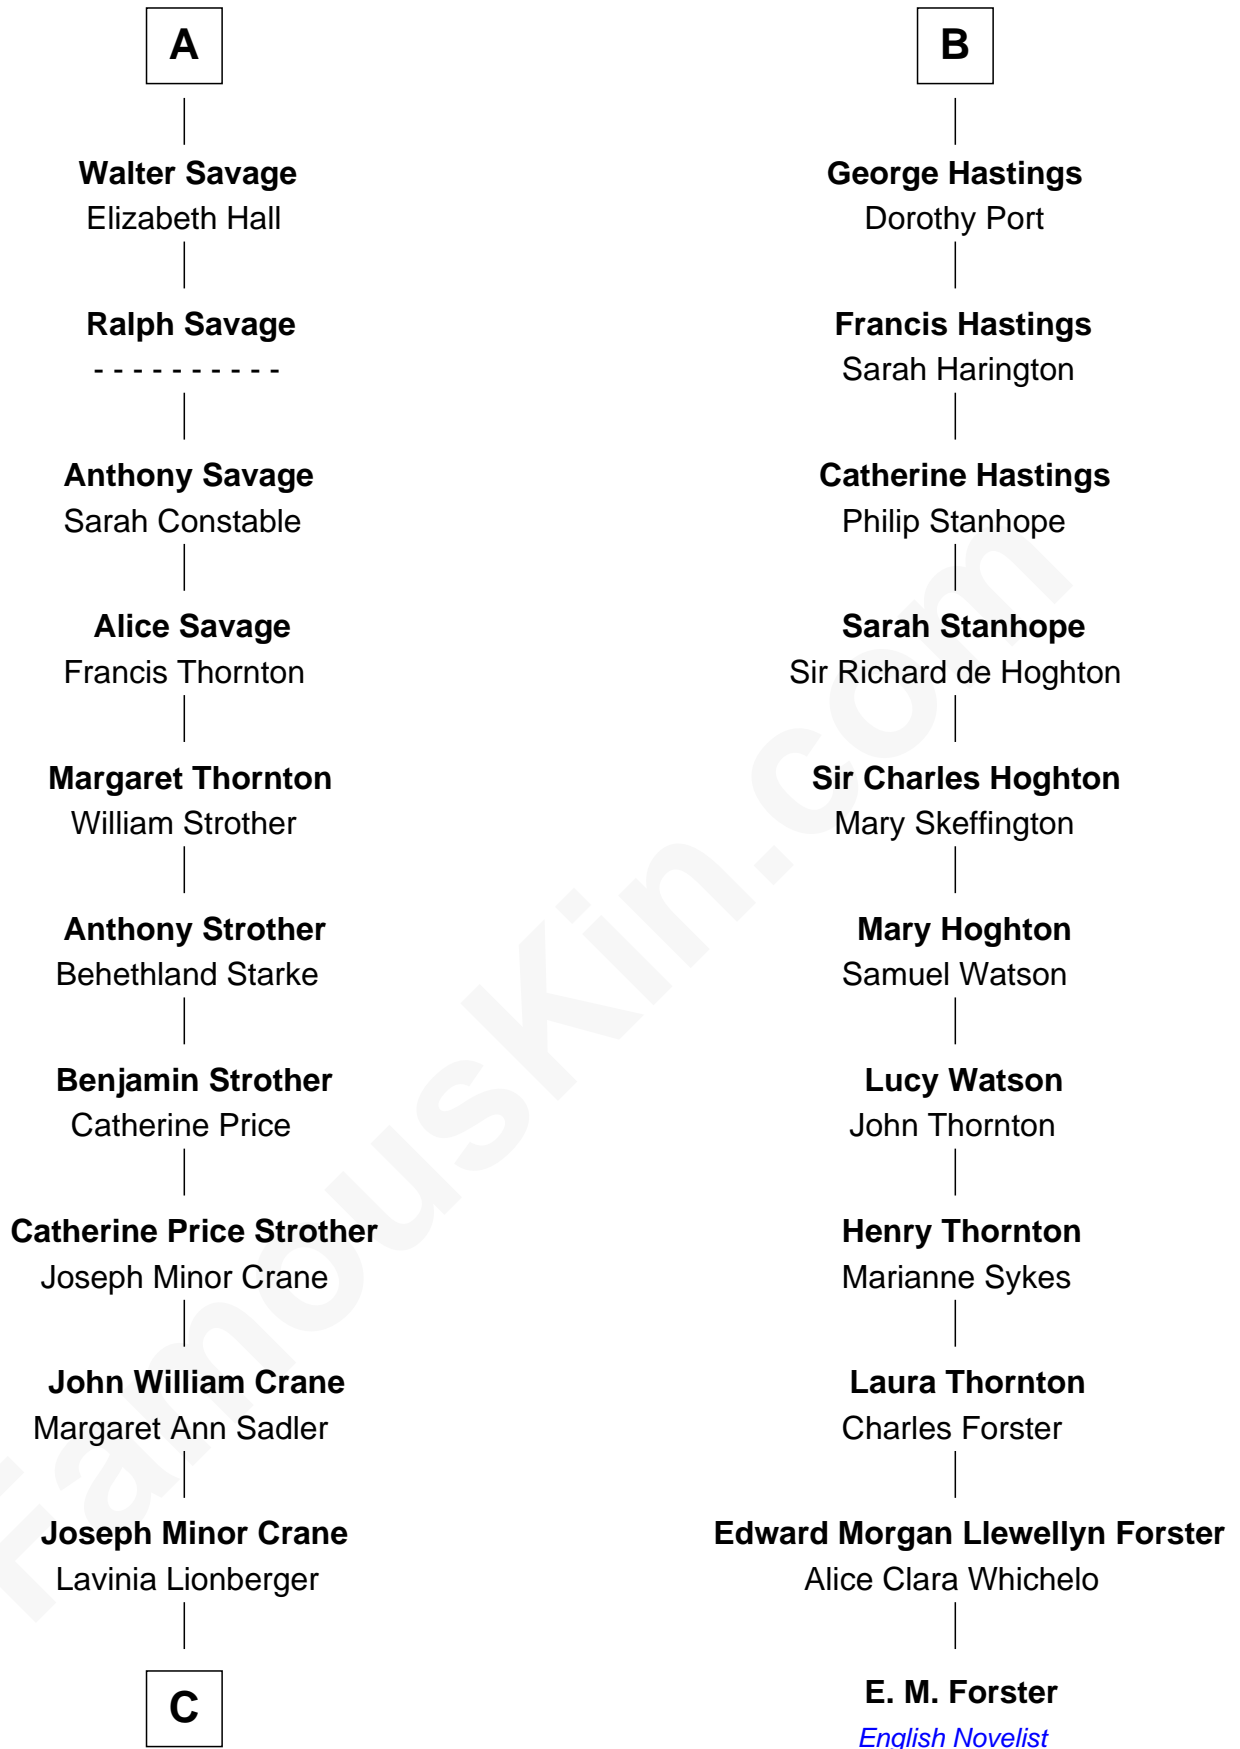 A
Walter Savage
Elizabeth Hall
Ralph Savage
- - - - - - - - - -
Anthony Savage
Sarah Constable
Alice Savage
Francis Thornton
Margaret Thornton
William Strother
Anthony Strother
Behethland Starke
Benjamin Strother
Catherine Price
Catherine Price Strother
Joseph Minor Crane
John William Crane
Margaret Ann Sadler
Joseph Minor Crane
Lavinia Lionberger
C
B
George Hastings
Dorothy Port
Francis Hastings
Sarah Harington
Catherine Hastings
Philip Stanhope
Sarah Stanhope
Sir Richard de Hoghton
Sir Charles Hoghton
Mary Skeffington
Mary Hoghton
Samuel Watson
Lucy Watson
John Thornton
Henry Thornton
Marianne Sykes
Laura Thornton
Charles Forster
Edward Morgan Llewellyn Forster
Alice Clara Whichelo
E. M. Forster
English Novelist
FamousKin.com